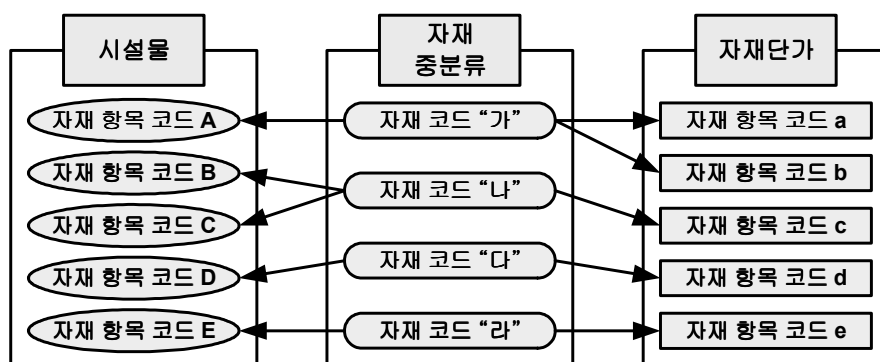 시설물
자재
중분류
자재단가
자재 항목 코드 A
자재 코드 “가”
자재 항목 코드 a
자재 항목 코드 B
자재 코드 “나”
자재 항목 코드 b
자재 항목 코드 C
자재 항목 코드 c
자재 항목 코드 D
자재 코드 “다”
자재 항목 코드 d
자재 항목 코드 E
자재 코드 “라”
자재 항목 코드 e